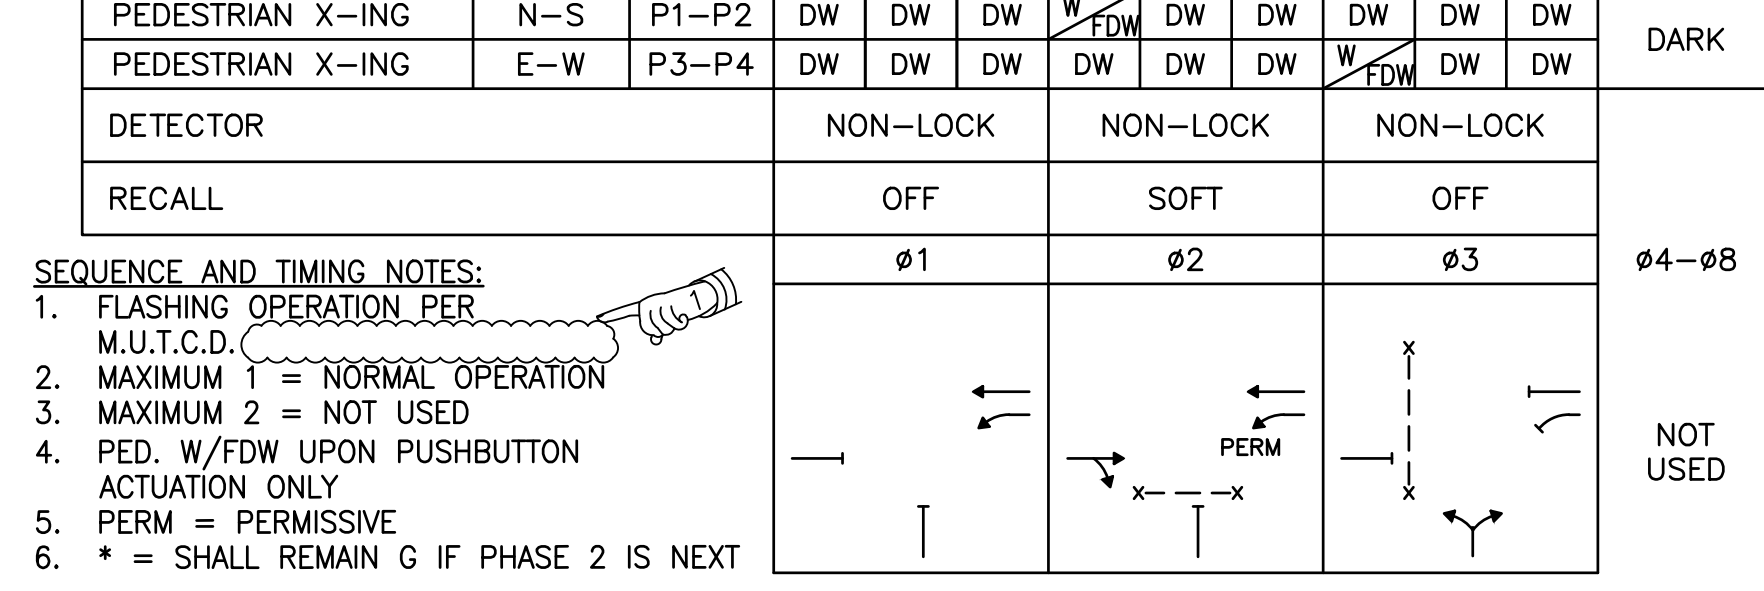 PEDESTRIAN X-ING N-S P1-P2 DW DW DW W/FDW DW DW DW DW DW
DARK
PEDESTRIAN X-ING E-W P3-P4 DW DW DW DW DW DW W/FDW DW DW
DETECTOR NON-LOCK NON-LOCK NON-LOCK
RECALL OFF SOFT OFF
ø1 ø2 ø3 ø4-ø8
SEQUENCE AND TIMING NOTES:
1. FLASHING OPERATION PER
M.U.T.C.D.
1
2. MAXIMUM 1 = NORMAL OPERATION
3. MAXIMUM 2 = NOT USED
4. PED. W/FDW UPON PUSHBUTTON
ACTUATION ONLY
5. PERM = PERMISSIVE
6. * = SHALL REMAIN G IF PHASE 2 IS NEXT
PERM
X X
X
X
NOT
USED